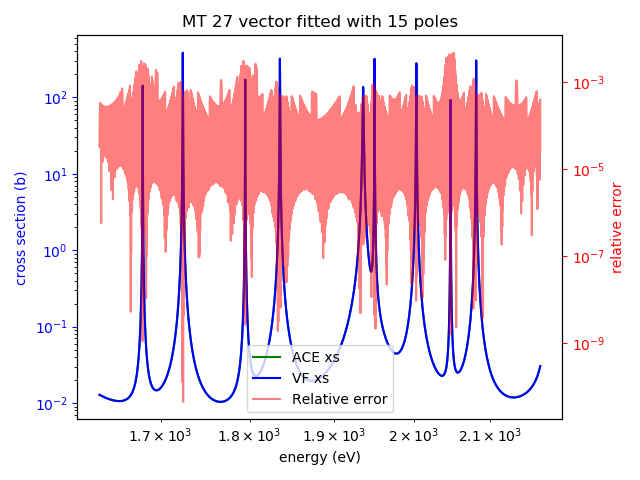 MT 27 vector fitted with 15 poles
cross section (b)
10²
10¹
10⁰
10⁻¹
10⁻²
10⁻³
10⁻⁵
10⁻⁷
10⁻⁹
relative error
ACE xs
VF xs
Relative error
1.7 × 10³ 1.8 × 10³ 1.9 × 10³ 2 × 10³ 2.1 × 10³
energy (eV)